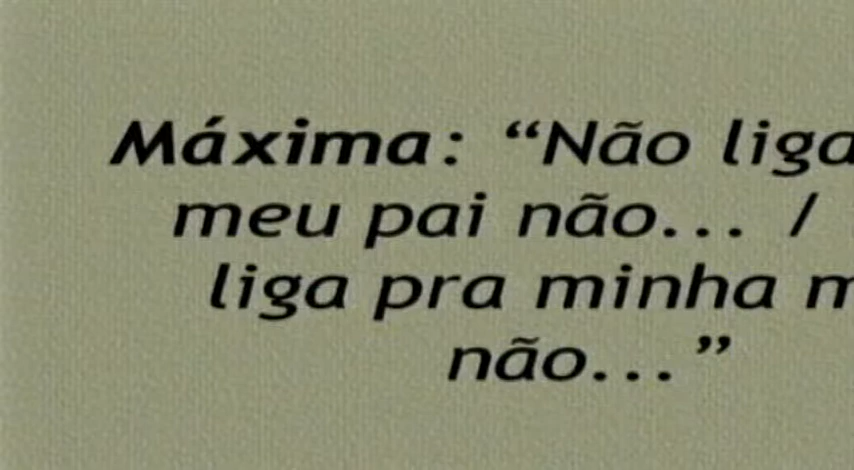 Máxima: “Não liga
meu pai não... /
liga pra minha m
não...”